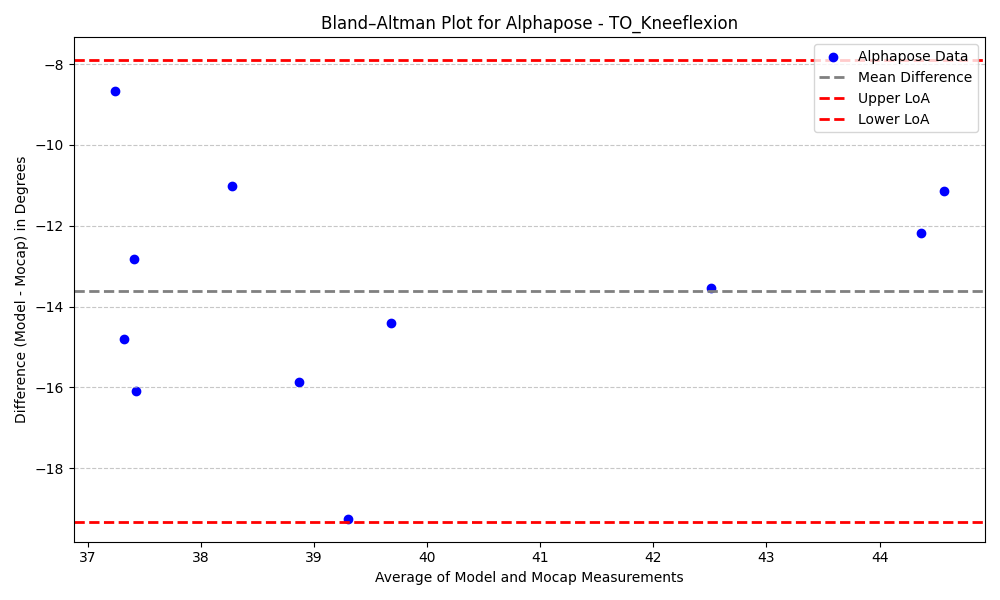 Bland–Altman Plot for Alphapose - TO_Kneeflexion
Difference (Model - Mocap) in Degrees
−8
−10
−12
−14
−16
−18
Alphapose Data
Mean Difference
Upper LoA
Lower LoA
37
38
39
40
41
42
43
44
Average of Model and Mocap Measurements